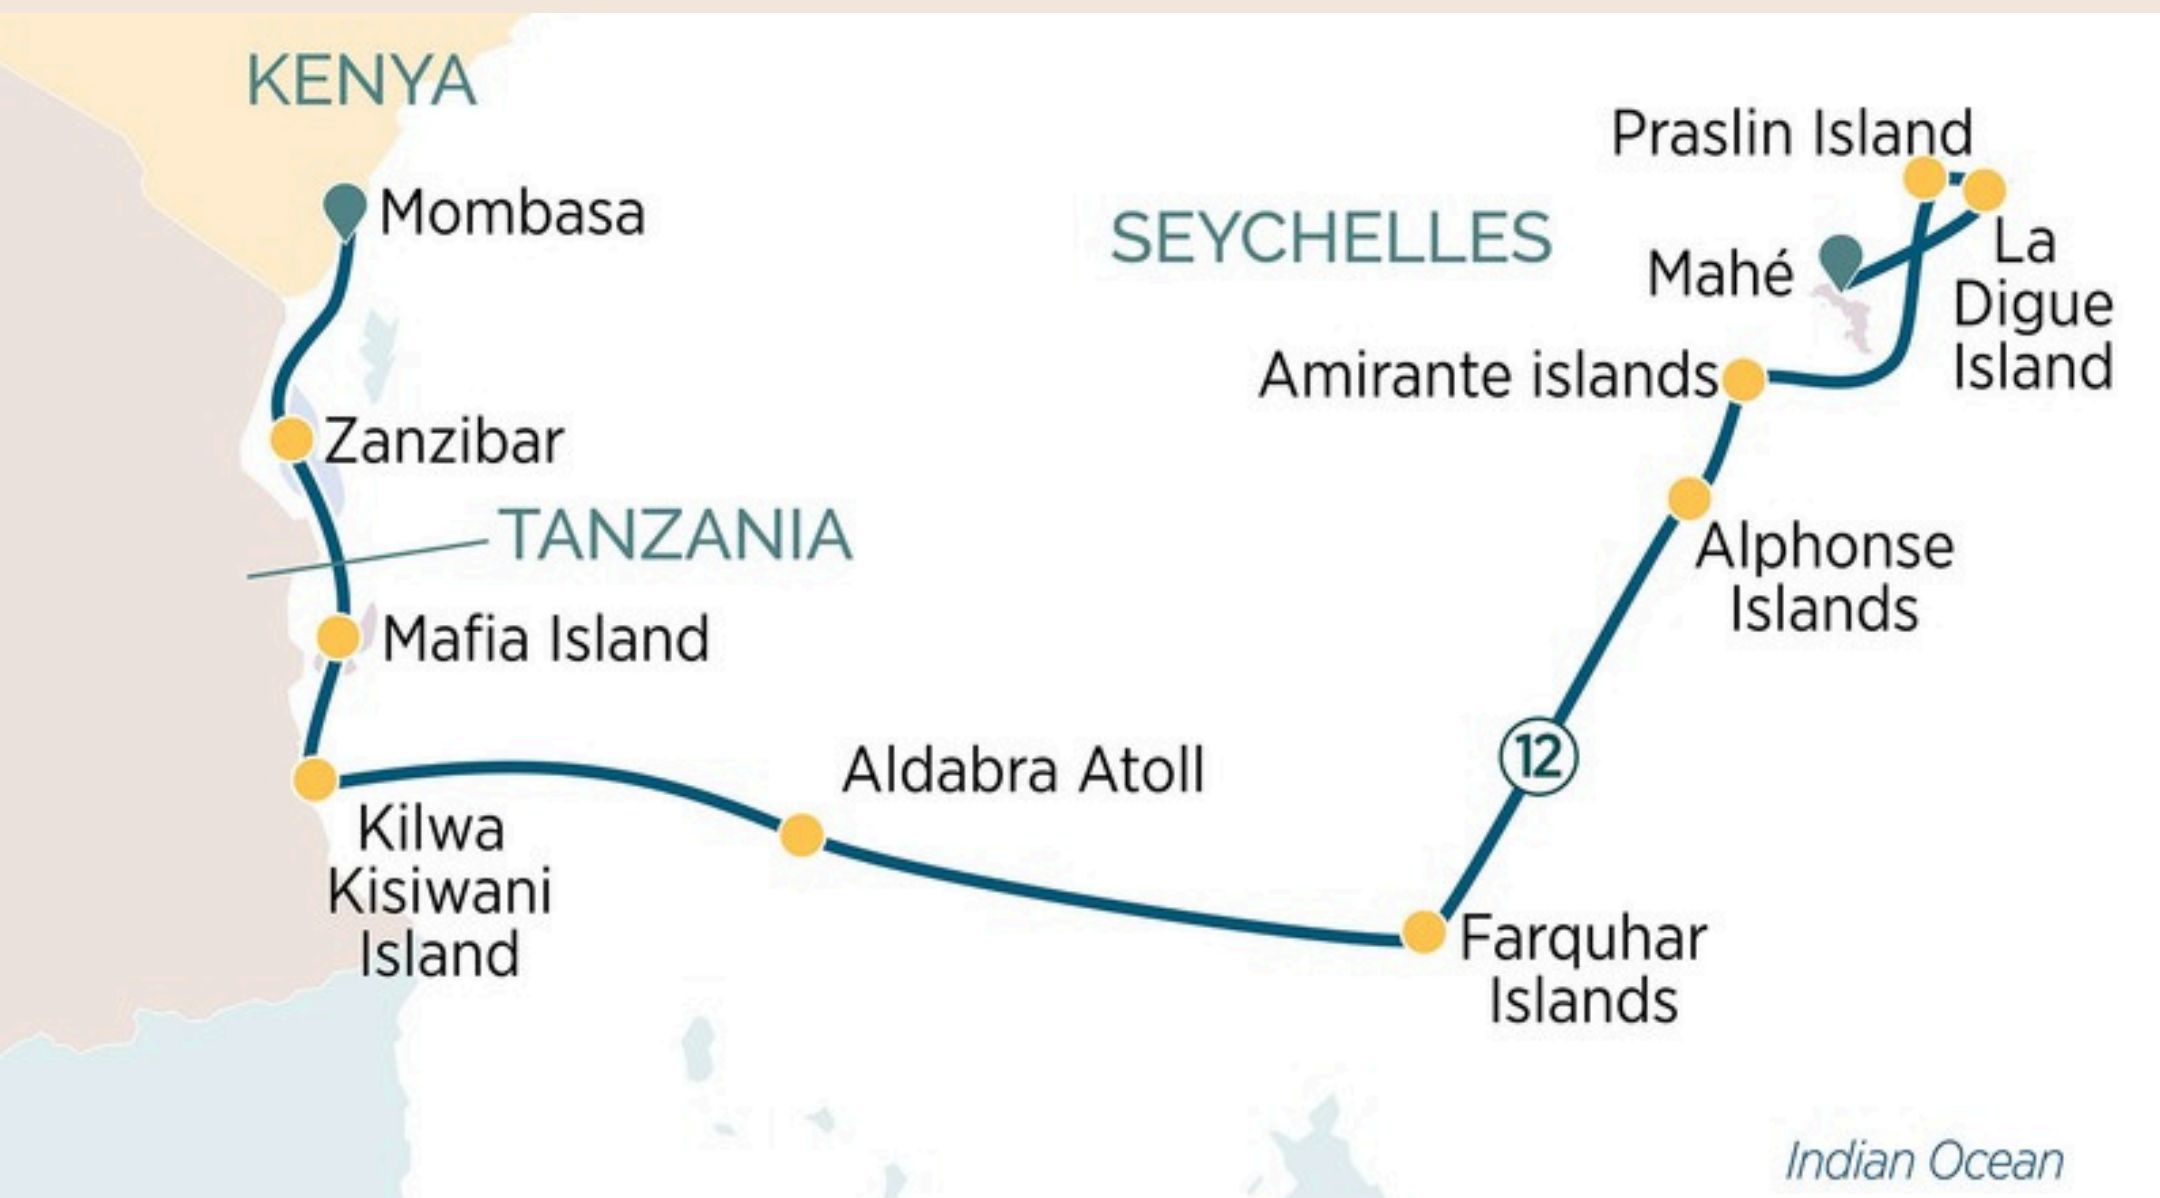 KENYA
Mombasa
Zanzibar
TANZANIA
Mafia Island
Kilwa
Kisiwani
Island
Aldabra Atoll
Farquhar
Islands
12
Alphonse
Islands
Amirante islands
SEYCHELLES
Mahé
Praslin Island
La
Digue
Island
Indian Ocean